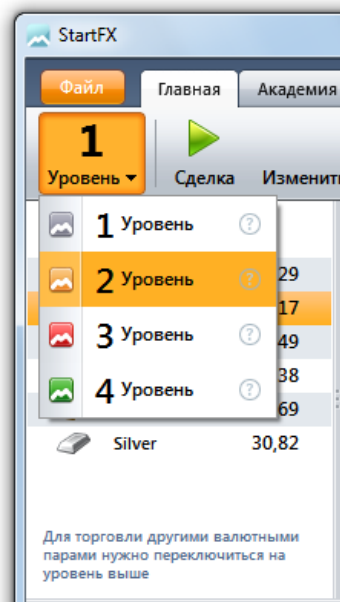 StartFX
Файл Главная Академия
1
Уровень Сделка Изменить
1 Уровень ?
2 Уровень ? 29
17
3 Уровень ? 49
38
4 Уровень ? 69
Silver 30,82
Для торговли другими валютными
парами нужно переключиться на
уровень выше